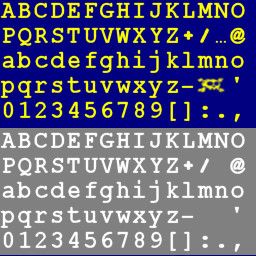 ABCDEFGHIJKLMNO
PQRSTUVWXYZ+/…@
abcdefghijklmno
pqrstuvwxyz- '
0123456789[]:.,
ABCDEFGHIJKLMNO
PQRSTUVWXYZ+/ @
abcdefghijklmno
pqrstuvwxyz- '
0123456789[]:.,